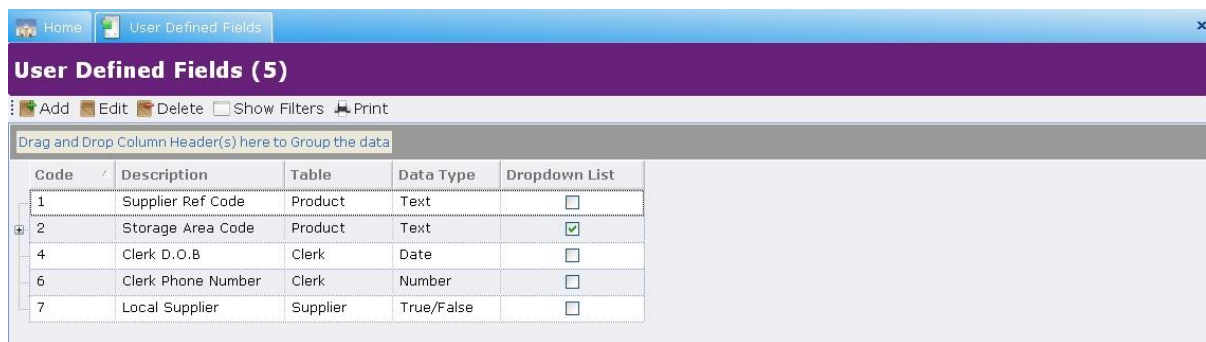 Home User Defined Fields
User Defined Fields (5)
Add Edit Delete Show Filters Print
Drag and Drop Column Header(s) here to Group the data
Code Description Table Data Type Dropdown List
1 Supplier Ref Code Product Text
2 Storage Area Code Product Text
4 Clerk D.O.B Clerk Date
6 Clerk Phone Number Clerk Number
7 Local Supplier Supplier True/False